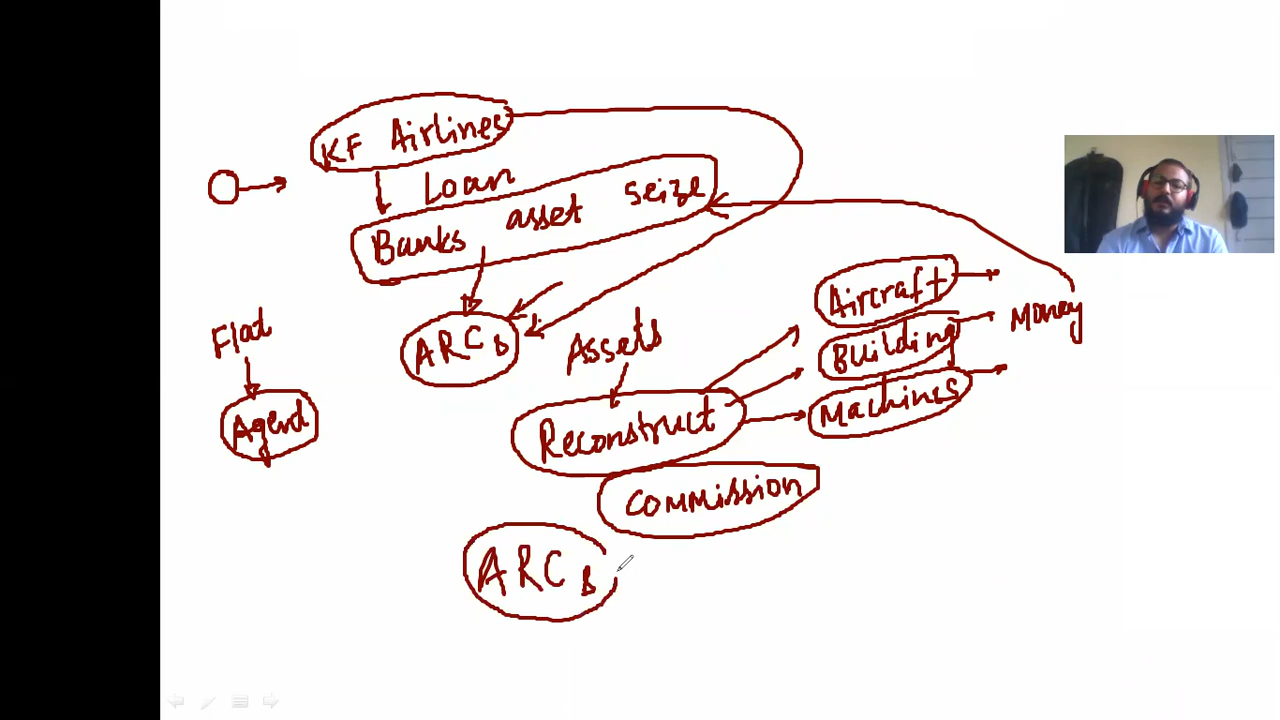 KF Airlines
Loan
Banks asset seize
ARCs
Flat
Agent
Assets
Reconstruct
Aircraft
Building
Machines
Money
Commission
ARCs